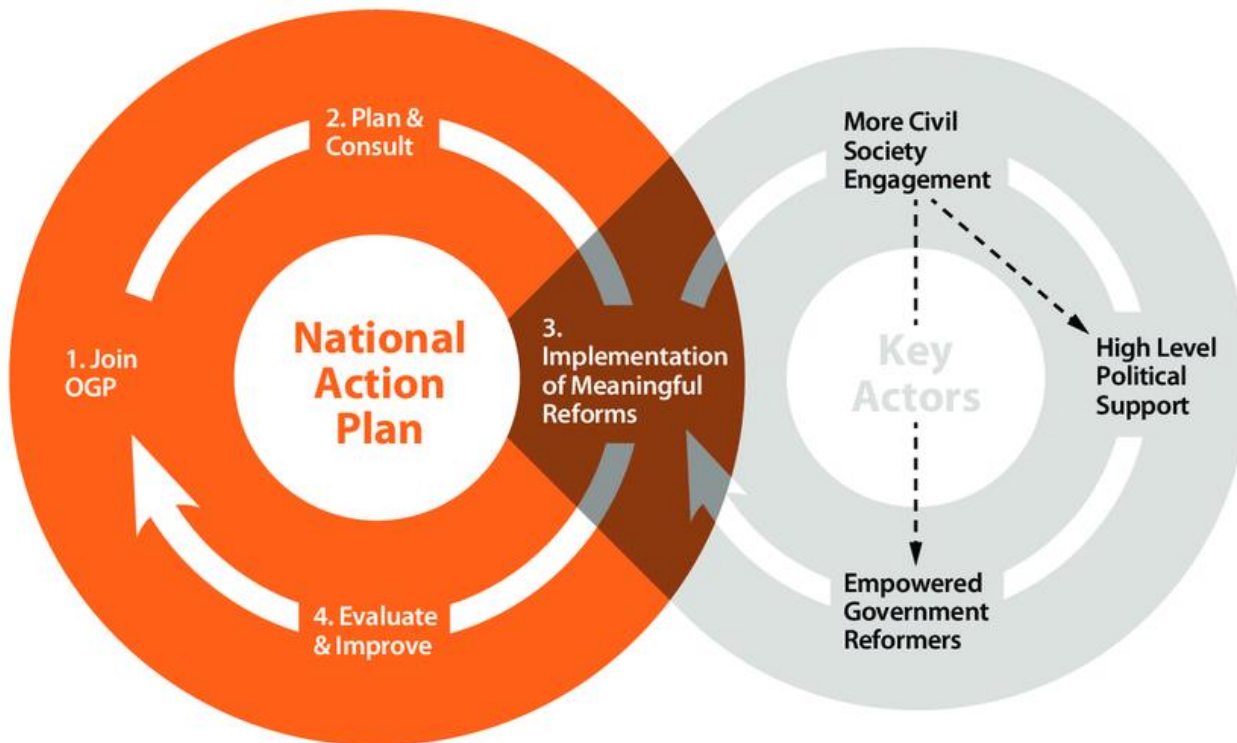 2. Plan &
Consult
1. Join
OGP
National
Action
Plan
3.
Implementation
of Meaningful
Reforms
4. Evaluate
& Improve
More Civil
Society
Engagement
Key
Actors
High Level
Political
Support
Empowered
Government
Reformers